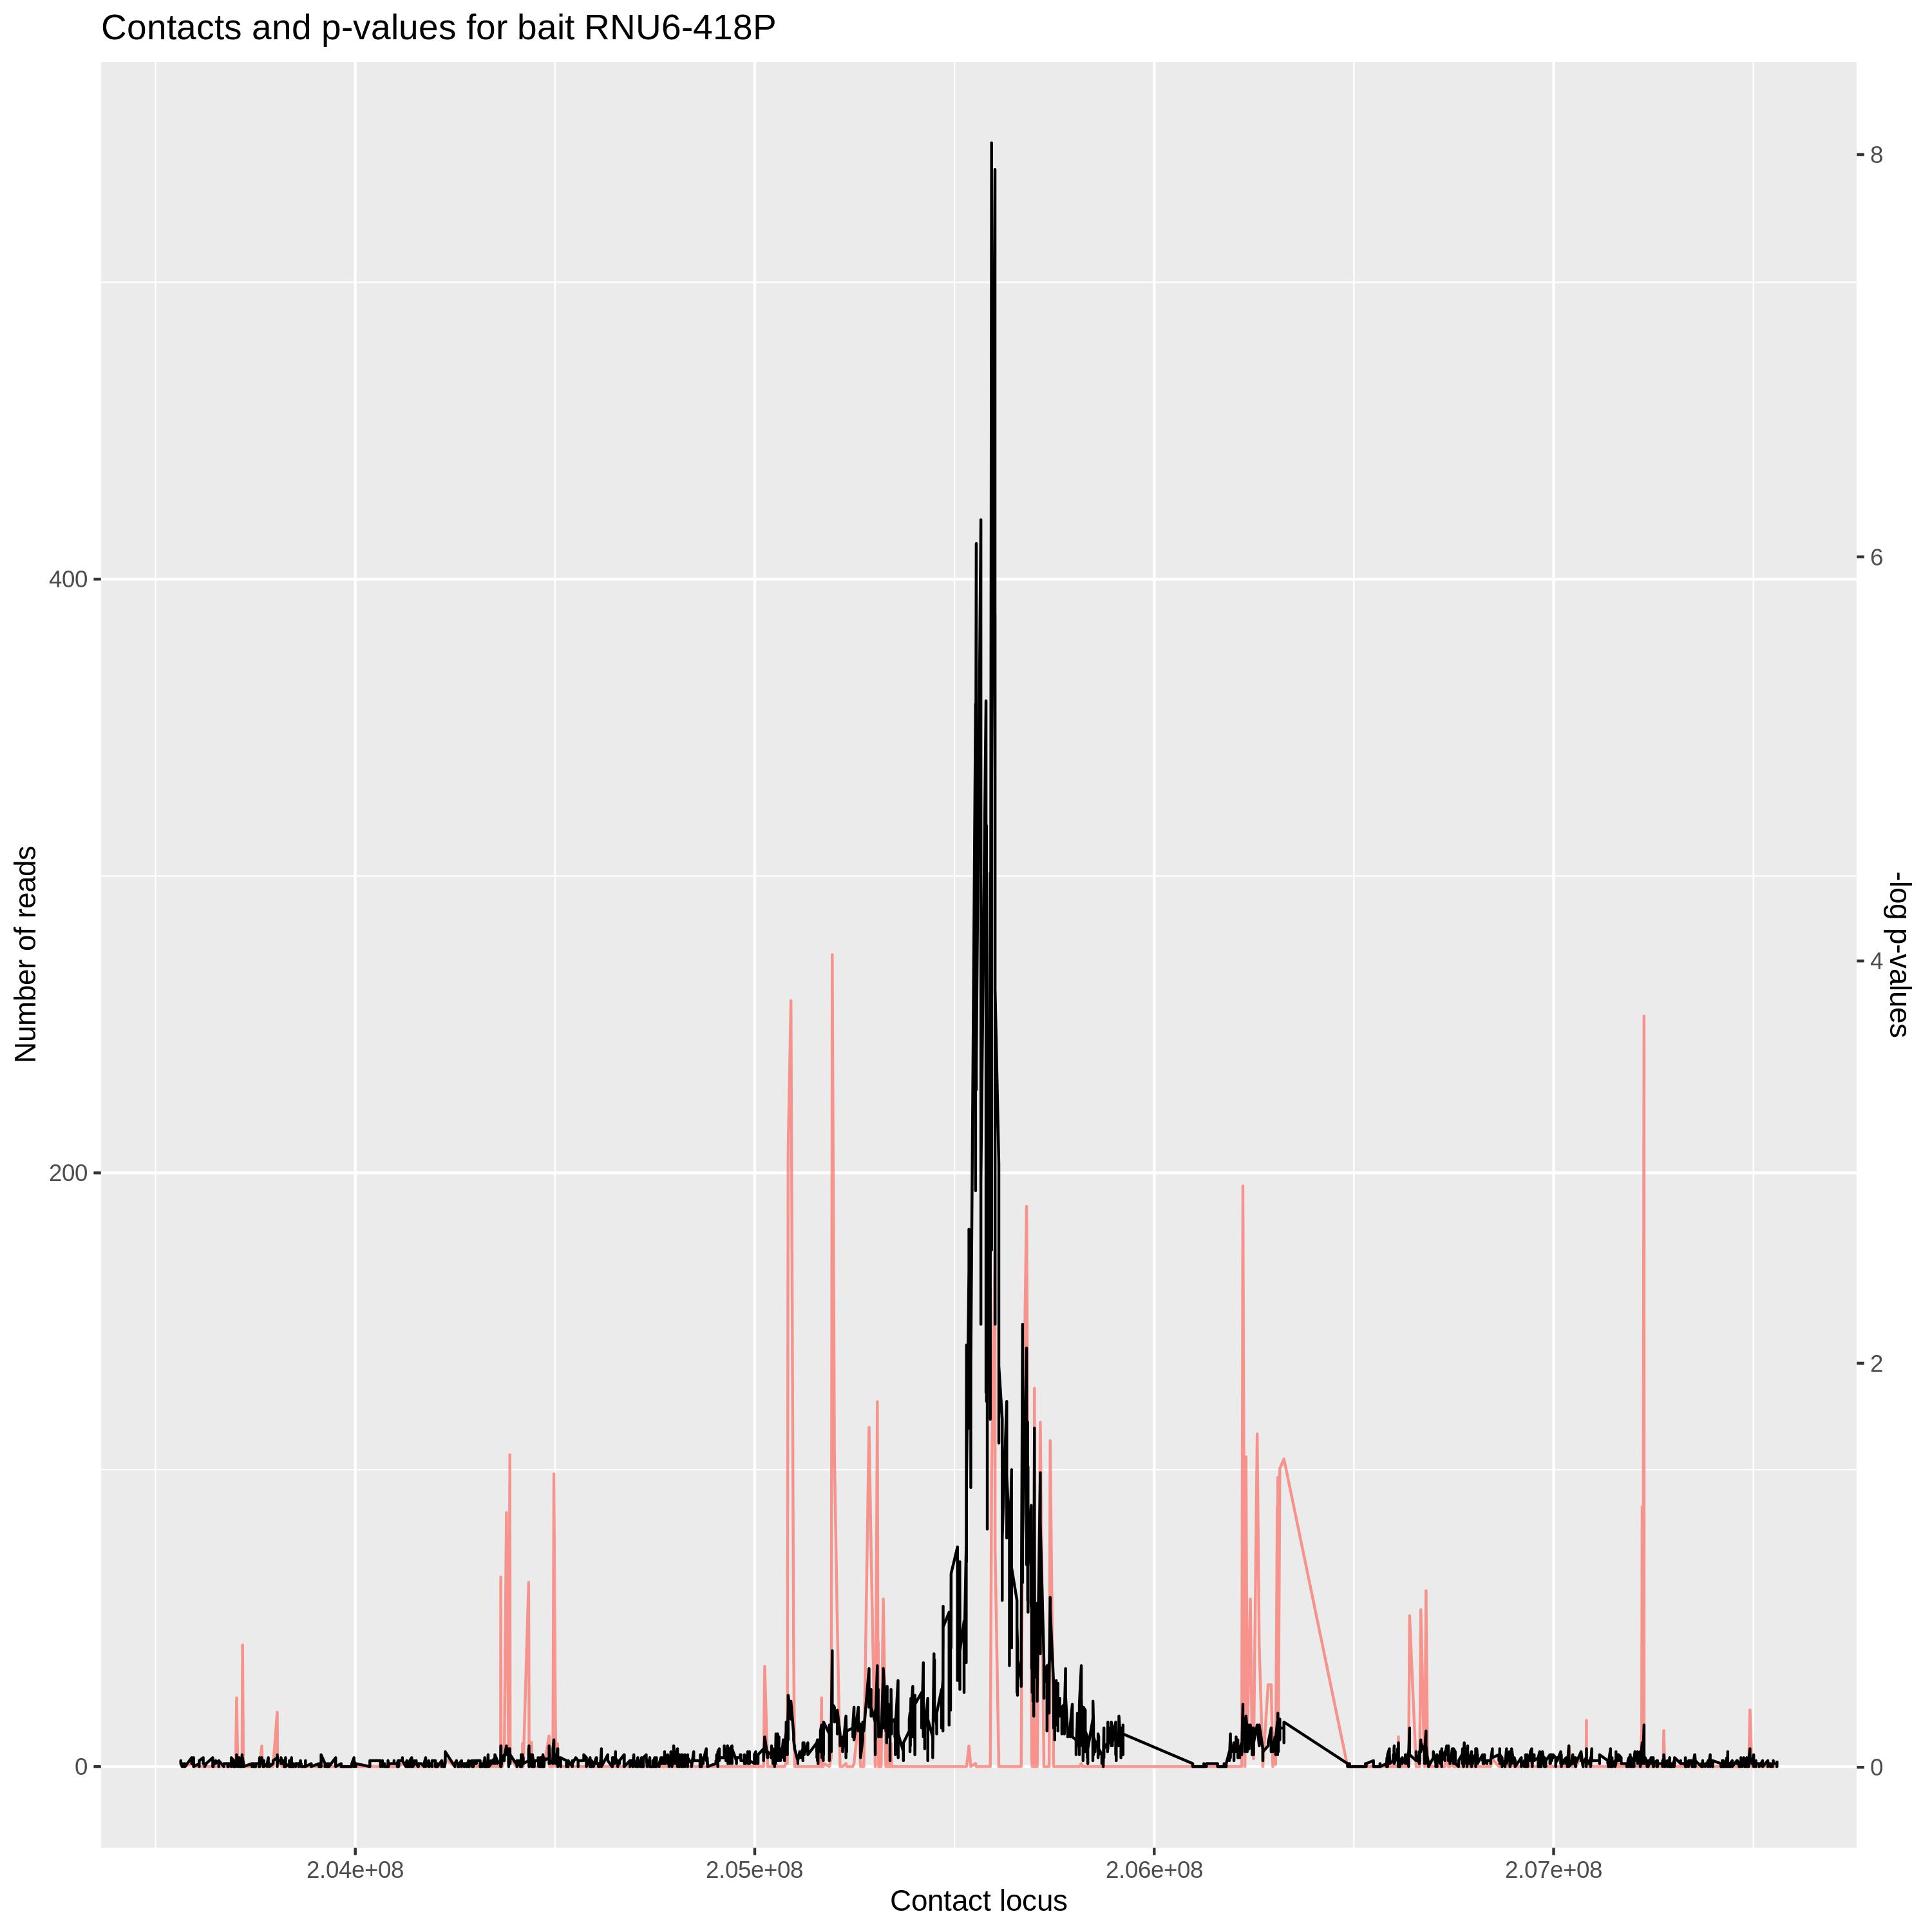 Contacts and p-values for bait RNU6-418P
8
6
4
2
0
400
200
0
Number of reads
-log p-values
2.04e+08 2.05e+08 2.06e+08 2.07e+08
Contact locus